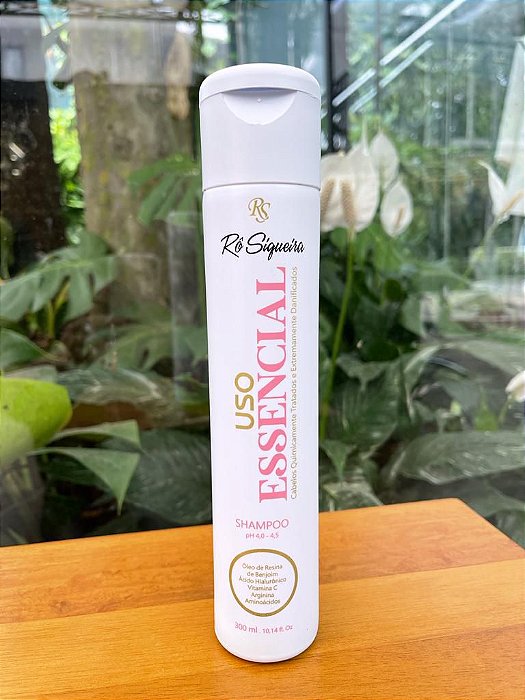 RS
Rô Siqueira
USO
ESSENCIAL
Cabelos Quimicamente Tratados e Extremamente Danificados
SHAMPOO
pH 4,0 - 4,5
Óleo de Resina
de Benjoim
Ácido Hialurônico
Vitamina C
Arginina
Aminoácidos
300 ml 10.14 fl. Oz